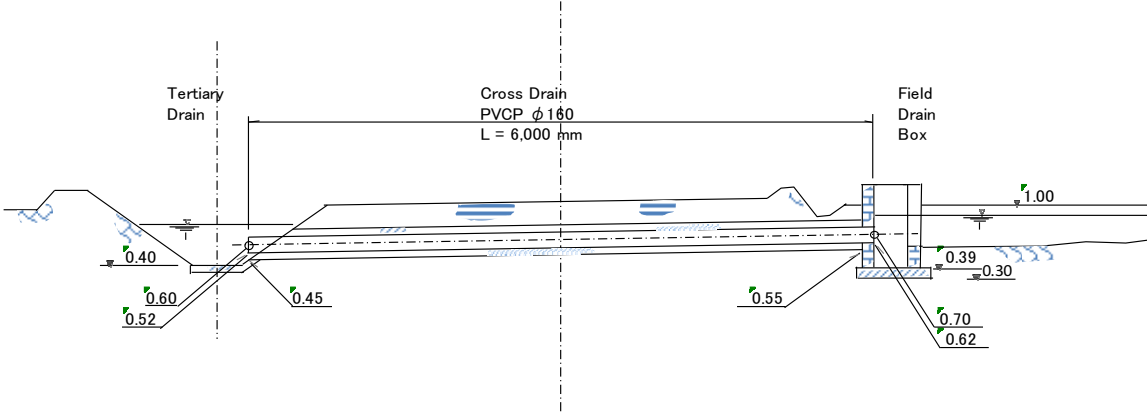 Tertiary
Drain
Cross Drain
PVCP φ160
L = 6,000 mm
Field
Drain
Box
1.00
0.40
0.39
0.30
0.60
0.45
0.55
0.52
0.70
0.62